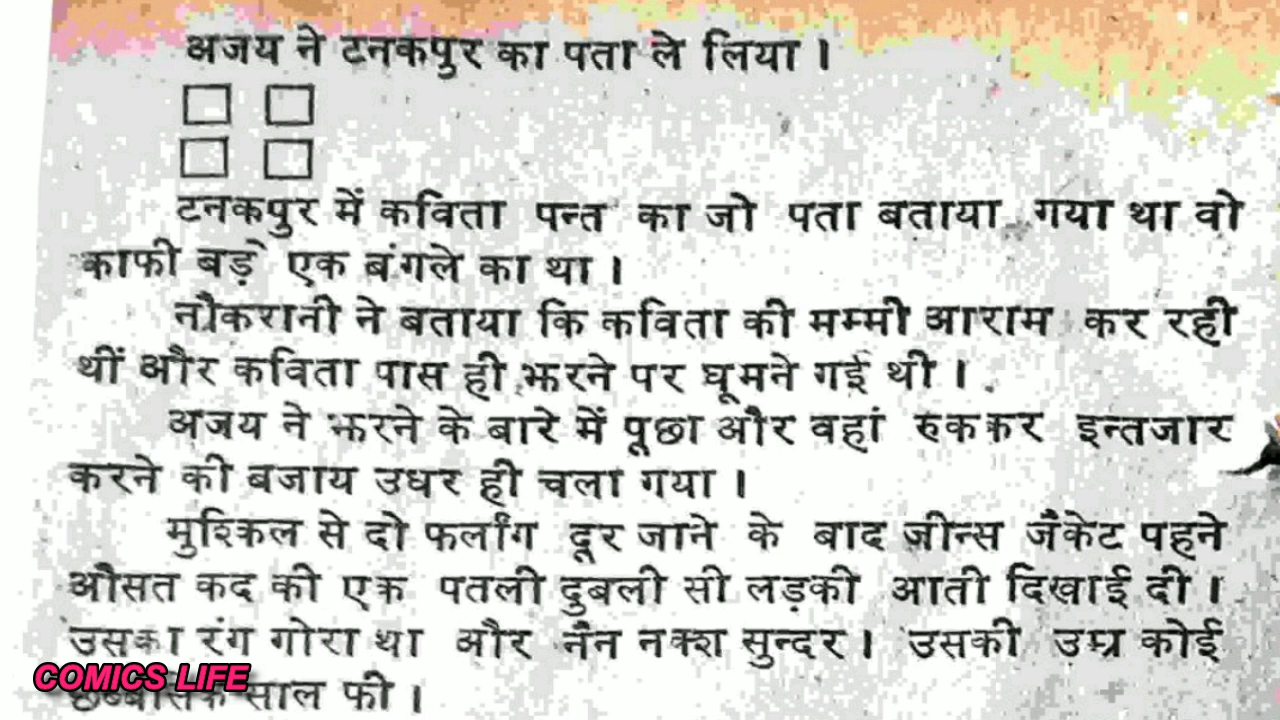 अजय ने टनकपुर का पता ले लिया ।
टनकपुर में कविता पन्त का जो पता बताया गया था वो
काफी बड़े एक बंगले का था ।
नौकरानी ने बताया कि कविता की मम्मी आराम कर रही
थीं और कविता पास ही झरने पर घूमने गई थी ।
अजय ने झरने के बारे में पूछा और वहां रुककर इन्तजार
करने की बजाय उधर ही चला गया ।
मुश्किल से दो फर्लांग दूर जाने के बाद जीन्स जैकेट पहने
औसत कद की एक पतली दुबली सी लड़की आती दिखाई दी ।
उसका रंग गोरा था और नैन नक्श सुन्दर । उसकी उम्र कोई
साल की ।
COMICS LIFE